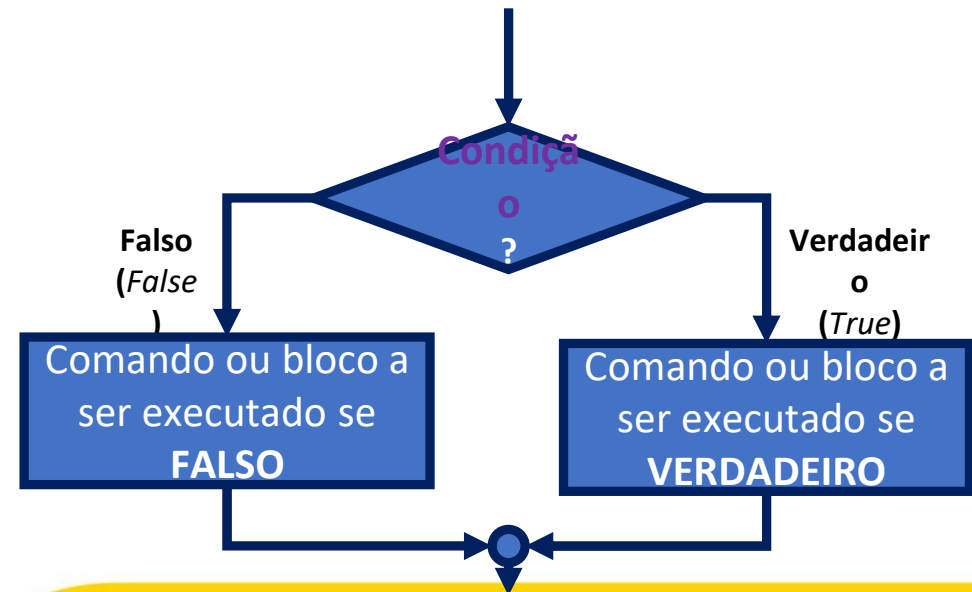 Condiçã
o
?
Falso
(False
)
Verdadeir
o
(True)
Comando ou bloco a
ser executado se
FALSO
Comando ou bloco a
ser executado se
VERDADEIRO